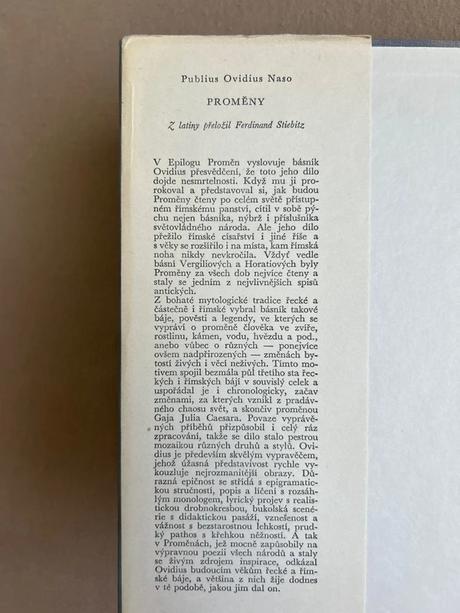 Publius Ovidius Naso
PROMĚNY
Z latiny přeložil Ferdinand Stiebitz
V Epilogu Proměn vyslovuje básník
Ovidius přesvědčení, že toto jeho dílo
dojde nesmrtelnosti. Když mu ji pro-
rokoval a představoval si, jak budou
Proměny čteny po celém světě přístup-
ném římskému panství, cítil v sobě pý-
chu nejen básníka, nýbrž i příslušníka
světovládného národa. Ale jeho dílo
přežilo římské císařství i jiné říše a
s věky se rozšířilo i na místa, kam římská
noha nikdy nevkročila. Vždyť vedle
básní Vergiliových a Horatiových byly
Proměny za všech dob nejvíce čteny a
staly se jedním z nejvlivnějších spisů
antických.
Z bohaté mytologické tradice řecké a
částečně i římské vybral básník takové
báje, pověsti a legendy, ve kterých se
vypráví o proměně člověka ve zvíře,
rostlinu, kámen, vodu, hvězdu a pod.,
anebo vůbec o různých — ponejvíce
ovšem nadpřirozených — změnách by-
tostí živých i věcí neživých. Tímto mo-
tivem spojil bezmála půl třetího sta řec-
kých i římských bájí v souvislý celek a
uspořádal je i chronologicky, začav
změnami, za kterých vznikl z pradáv-
ného chaosu svět, a skončiv proměnou
Gaja Julia Caesara. Povaze vyprávě-
ných příběhů přizpůsobil i celý ráz
zpracování, takže se dílo stalo pestrou
mozaikou různých druhů a stylů. Ovi-
dius je především skvělým vypravěčem,
jehož úžasná představivost rychle vy-
kouzluje nejrozmanitější obrazy. Dů-
razná epičnost se střídá s epigramatic-
kou stručností, popis a líčení s rozsáh-
lým monologem, lyrický projev s realis-
tickou drobnokresbou, bukolská scené-
rie s didaktickou pasáží, vznešenost a
vážnost s bezstarostnou lehkostí, prud-
ký pathos s křehkou něžností. A tak
v Proměnách, jež mocně zapůsobily na
výpravnou poezii všech národů a staly
se živým zdrojem inspirace, odkázal
Ovidius budoucím věkům řecké a řím-
ské báje, a většina z nich žije dodnes
v té podobě, jakou jim dal on.